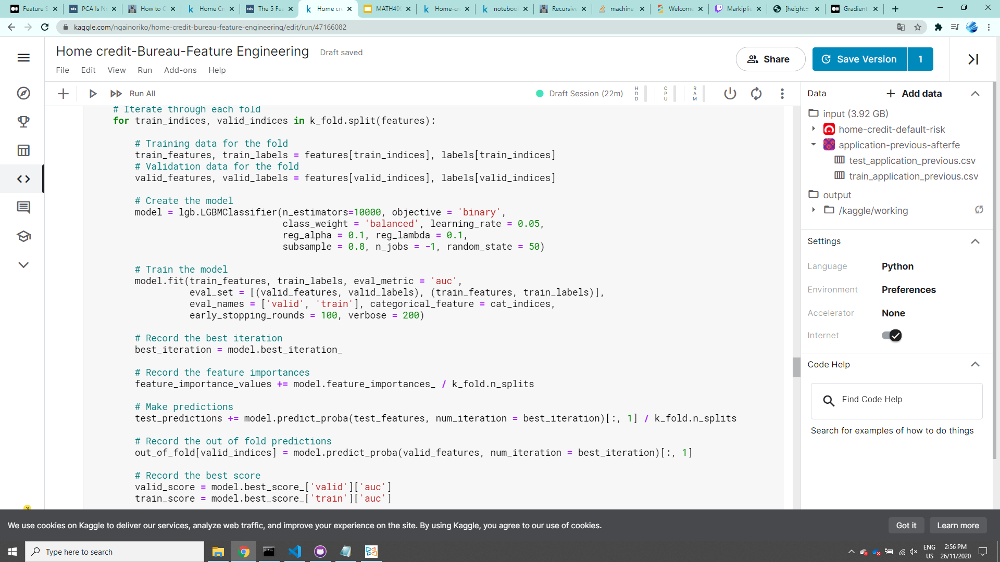 Feature S
PCA Is N
How to C
Home Cr
The 5 Fea
Home cre
MATH499
Home-cr
noteboo
Recursive
machine
Welcome
Markiplie
[height=
Gradient
kaggle.com/ngainoriko/home-credit-bureau-feature-engineering/edit/run/47166082
Home credit-Bureau-Feature Engineering
Draft saved
File
Edit
View
Run
Add-ons
Help
Share
Save Version
1
Run All
Draft Session (22m)
HDD
CPU
RAM
# Iterate through each fold
for train_indices, valid_indices in k_fold.split(features):
# Training data for the fold
train_features, train_labels = features[train_indices], labels[train_indices]
# Validation data for the fold
valid_features, valid_labels = features[valid_indices], labels[valid_indices]
# Create the model
model = lgb.LGBMClassifier(n_estimators=10000, objective = 'binary',
class_weight = 'balanced', learning_rate = 0.05,
reg_alpha = 0.1, reg_lambda = 0.1,
subsample = 0.8, n_jobs = -1, random_state = 50)
# Train the model
model.fit(train_features, train_labels, eval_metric = 'auc',
eval_set = [(valid_features, valid_labels), (train_features, train_labels)],
eval_names = ['valid', 'train'], categorical_feature = cat_indices,
early_stopping_rounds = 100, verbose = 200)
# Record the best iteration
best_iteration = model.best_iteration_
# Record the feature importances
feature_importance_values += model.feature_importances_ / k_fold.n_splits
# Make predictions
test_predictions += model.predict_proba(test_features, num_iteration = best_iteration)[:, 1] / k_fold.n_splits
# Record the out of fold predictions
out_of_fold[valid_indices] = model.predict_proba(valid_features, num_iteration = best_iteration)[:, 1]
# Record the best score
valid_score = model.best_score_['valid']['auc']
train_score = model.best_score_['train']['auc']
Data
Add data
input (3.92 GB)
home-credit-default-risk
application-previous-afterfe
test_application_previous.csv
train_application_previous.csv
output
/kaggle/working
Settings
Language Python
Environment Preferences
Accelerator None
Internet
Code Help
Find Code Help
Search for examples of how to do things
We use cookies on Kaggle to deliver our services, analyze web traffic, and improve your experience on the site. By using Kaggle, you agree to our use of cookies.
Got it
Learn more
Type here to search
ENG
US
2:56 PM
26/11/2020